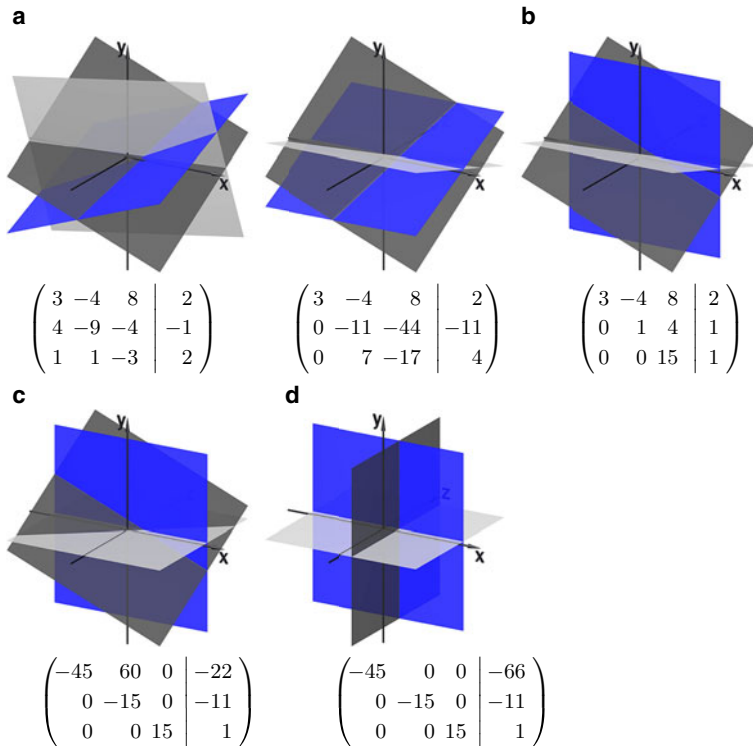 a
y
x
( 3 −4 8 | 2 )
( 4 −9 −4 | −1 )
( 1 1 −3 | 2 )
y
x
( 3 −4 8 | 2 )
( 0 −11 −44 | −11 )
( 0 7 −17 | 4 )
b
y
x
( 3 −4 8 | 2 )
( 0 1 4 | 1 )
( 0 0 15 | 1 )
c
y
x
( −45 60 0 | −22 )
( 0 −15 0 | −11 )
( 0 0 15 | 1 )
d
y
z
x
( −45 0 0 | −66 )
( 0 −15 0 | −11 )
( 0 0 15 | 1 )